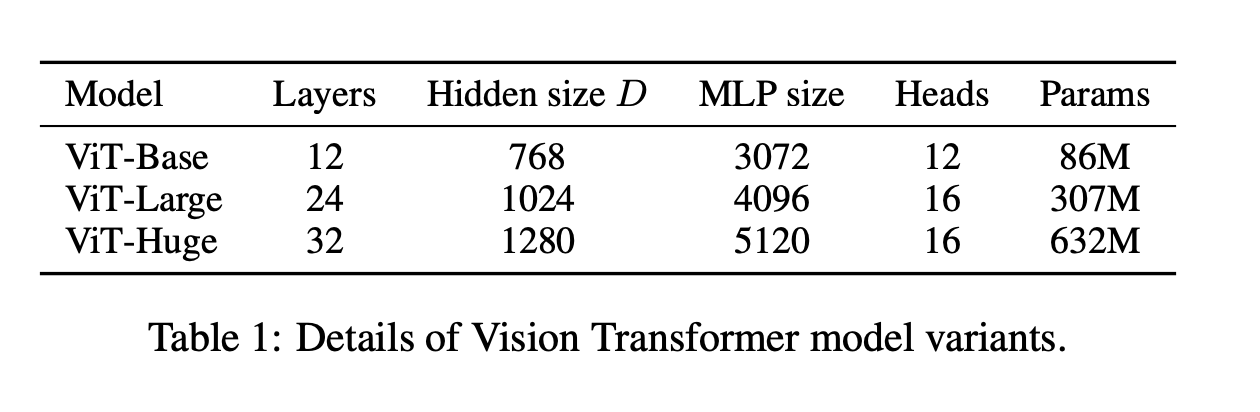 Model Layers Hidden size D MLP size Heads Params
ViT-Base 12 768 3072 12 86M
ViT-Large 24 1024 4096 16 307M
ViT-Huge 32 1280 5120 16 632M
Table 1: Details of Vision Transformer model variants.